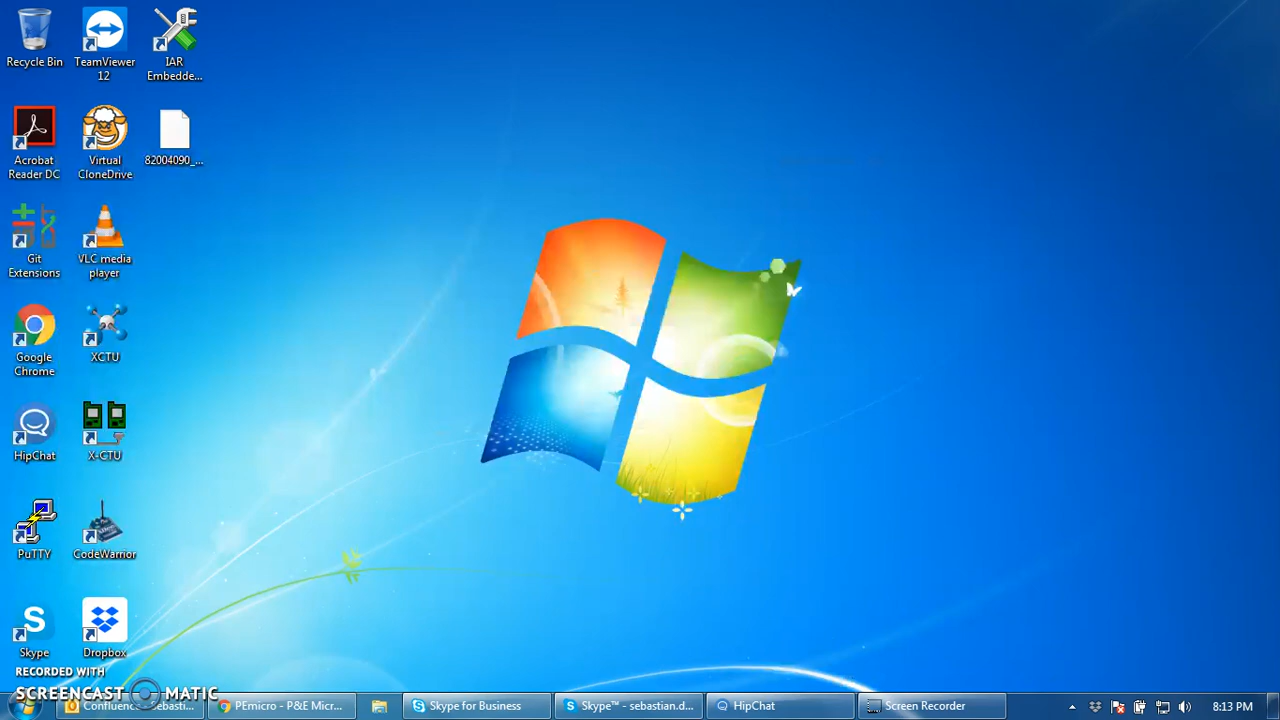 Recycle Bin
TeamViewer 12
IAR Embedde...
Acrobat Reader DC
Virtual CloneDrive
82004090_...
Git Extensions
VLC media player
Google Chrome
XCTU
HipChat
X-CTU
PuTTY
CodeWarrior
Skype
Dropbox
RECORDED WITH
SCREENCAST MATIC
Confluence - Sebasti...
PEmicro - P&E Micr...
Skype for Business
Skype™ - sebastian.d...
HipChat
Screen Recorder
8:13 PM